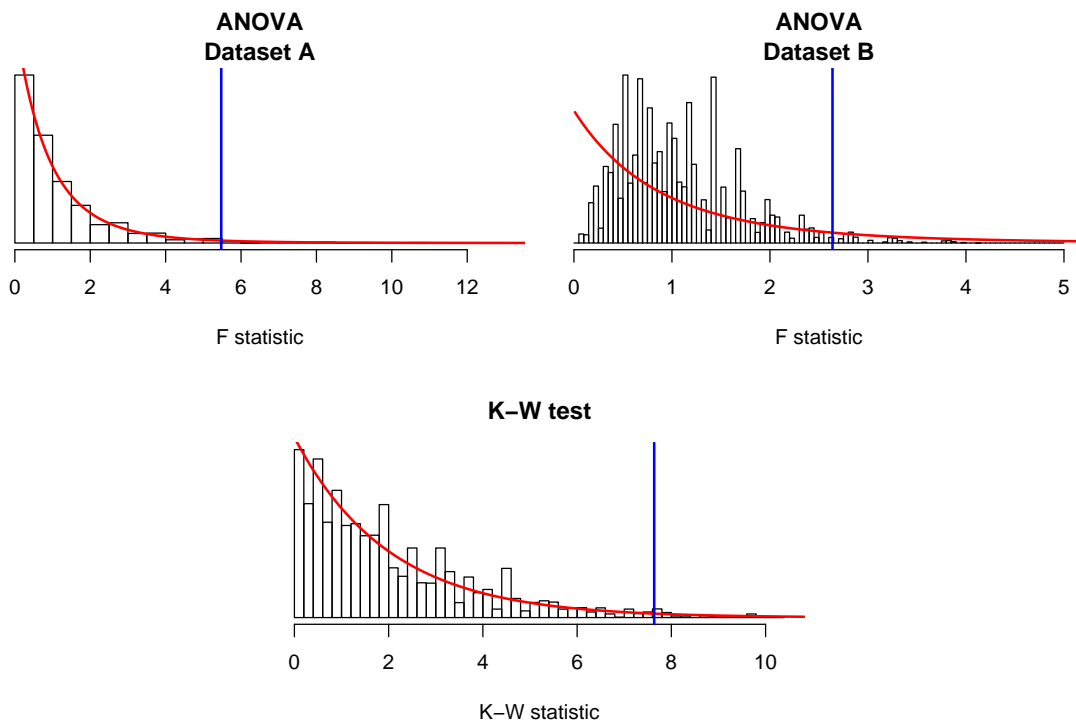 ANOVA
Dataset A
0 2 4 6 8 10 12
F statistic
ANOVA
Dataset B
0 1 2 3 4 5
F statistic
K−W test
0 2 4 6 8 10
K−W statistic